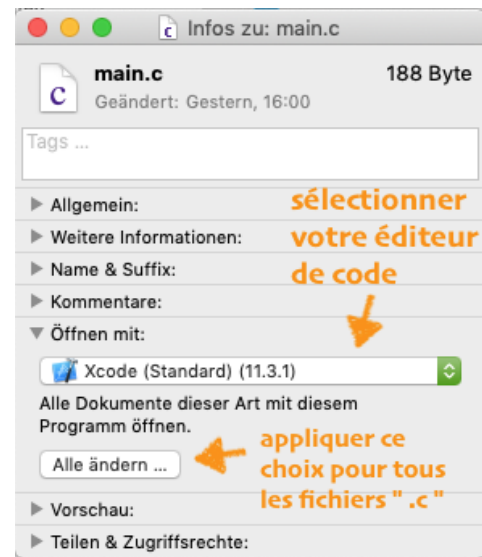 Infos zu: main.c
main.c 188 Byte
Geändert: Gestern, 16:00
Tags ...
Allgemein:
Weitere Informationen:
Name & Suffix:
Kommentare:
sélectionner
votre éditeur
de code
Öffnen mit:
Xcode (Standard) (11.3.1)
Alle Dokumente dieser Art mit diesem
Programm öffnen.
Alle ändern ...
appliquer ce
choix pour tous
les fichiers " .c "
Vorschau:
Teilen & Zugriffsrechte: